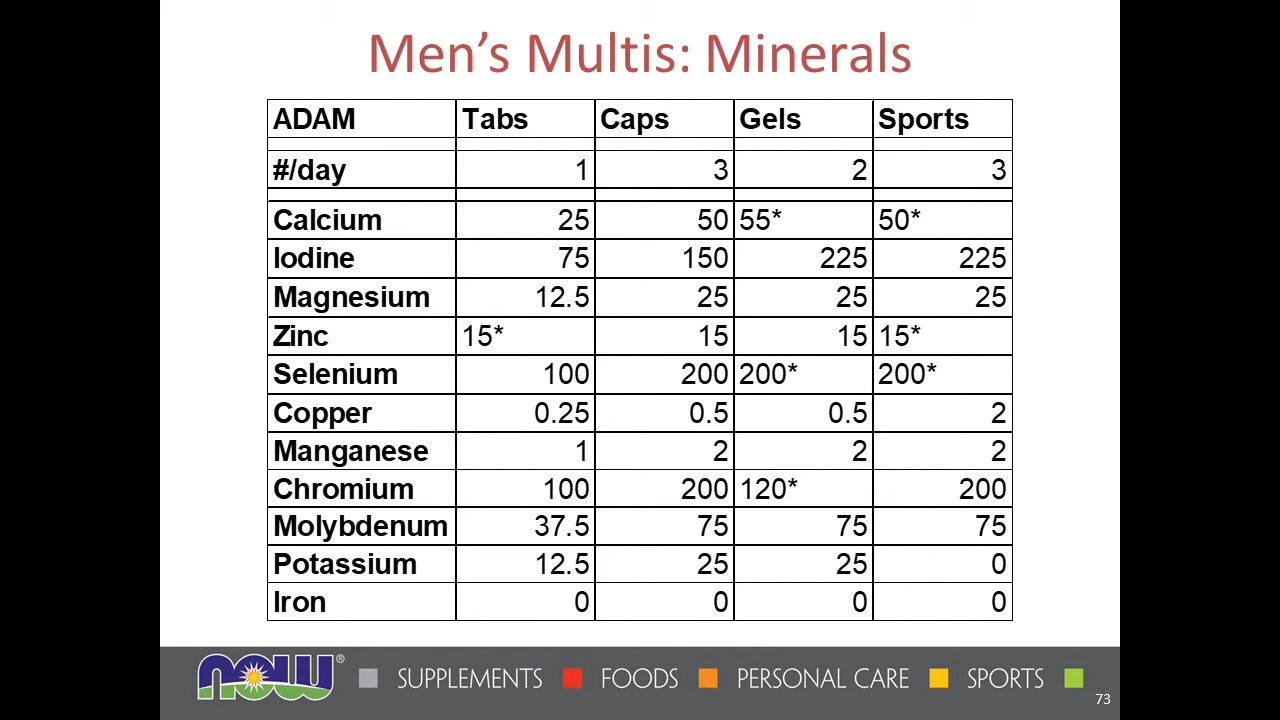 Men's Multis: Minerals
ADAM Tabs Caps Gels Sports
#/day 1 3 2 3
Calcium 25 50 55* 50*
Iodine 75 150 225 225
Magnesium 12.5 25 25 25
Zinc 15* 15 15 15*
Selenium 100 200 200* 200*
Copper 0.25 0.5 0.5 2
Manganese 1 2 2 2
Chromium 100 200 120* 200
Molybdenum 37.5 75 75 75
Potassium 12.5 25 25 0
Iron 0 0 0 0
now® SUPPLEMENTS FOODS PERSONAL CARE SPORTS
73